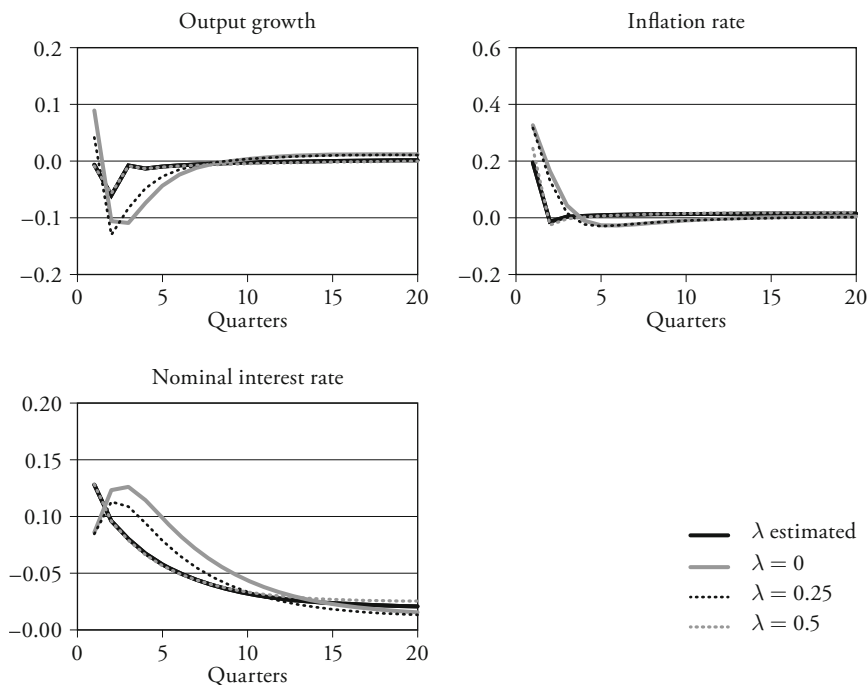 Output growth
0.2
0.1
0.0
−0.1
−0.2
0 5 10 15 20
Quarters
Inflation rate
0.6
0.4
0.2
0.0
−0.2
0 5 10 15 20
Quarters
Nominal interest rate
0.20
0.15
0.10
−0.05
−0.00
0 5 10 15 20
Quarters
λ estimated
λ = 0
λ = 0.25
λ = 0.5